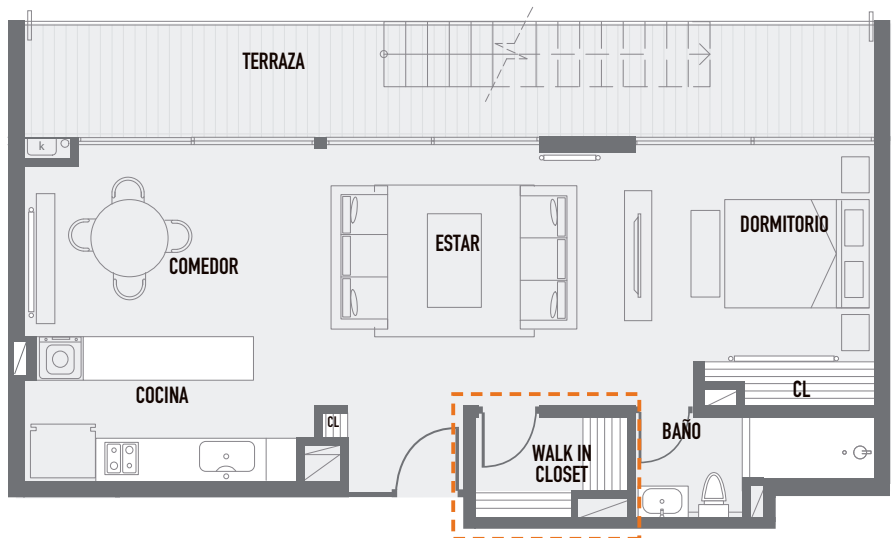 TERRAZA
k
ESTAR
DORMITORIO
COMEDOR
COCINA
CL
CL
BAÑO
WALK IN
CLOSET